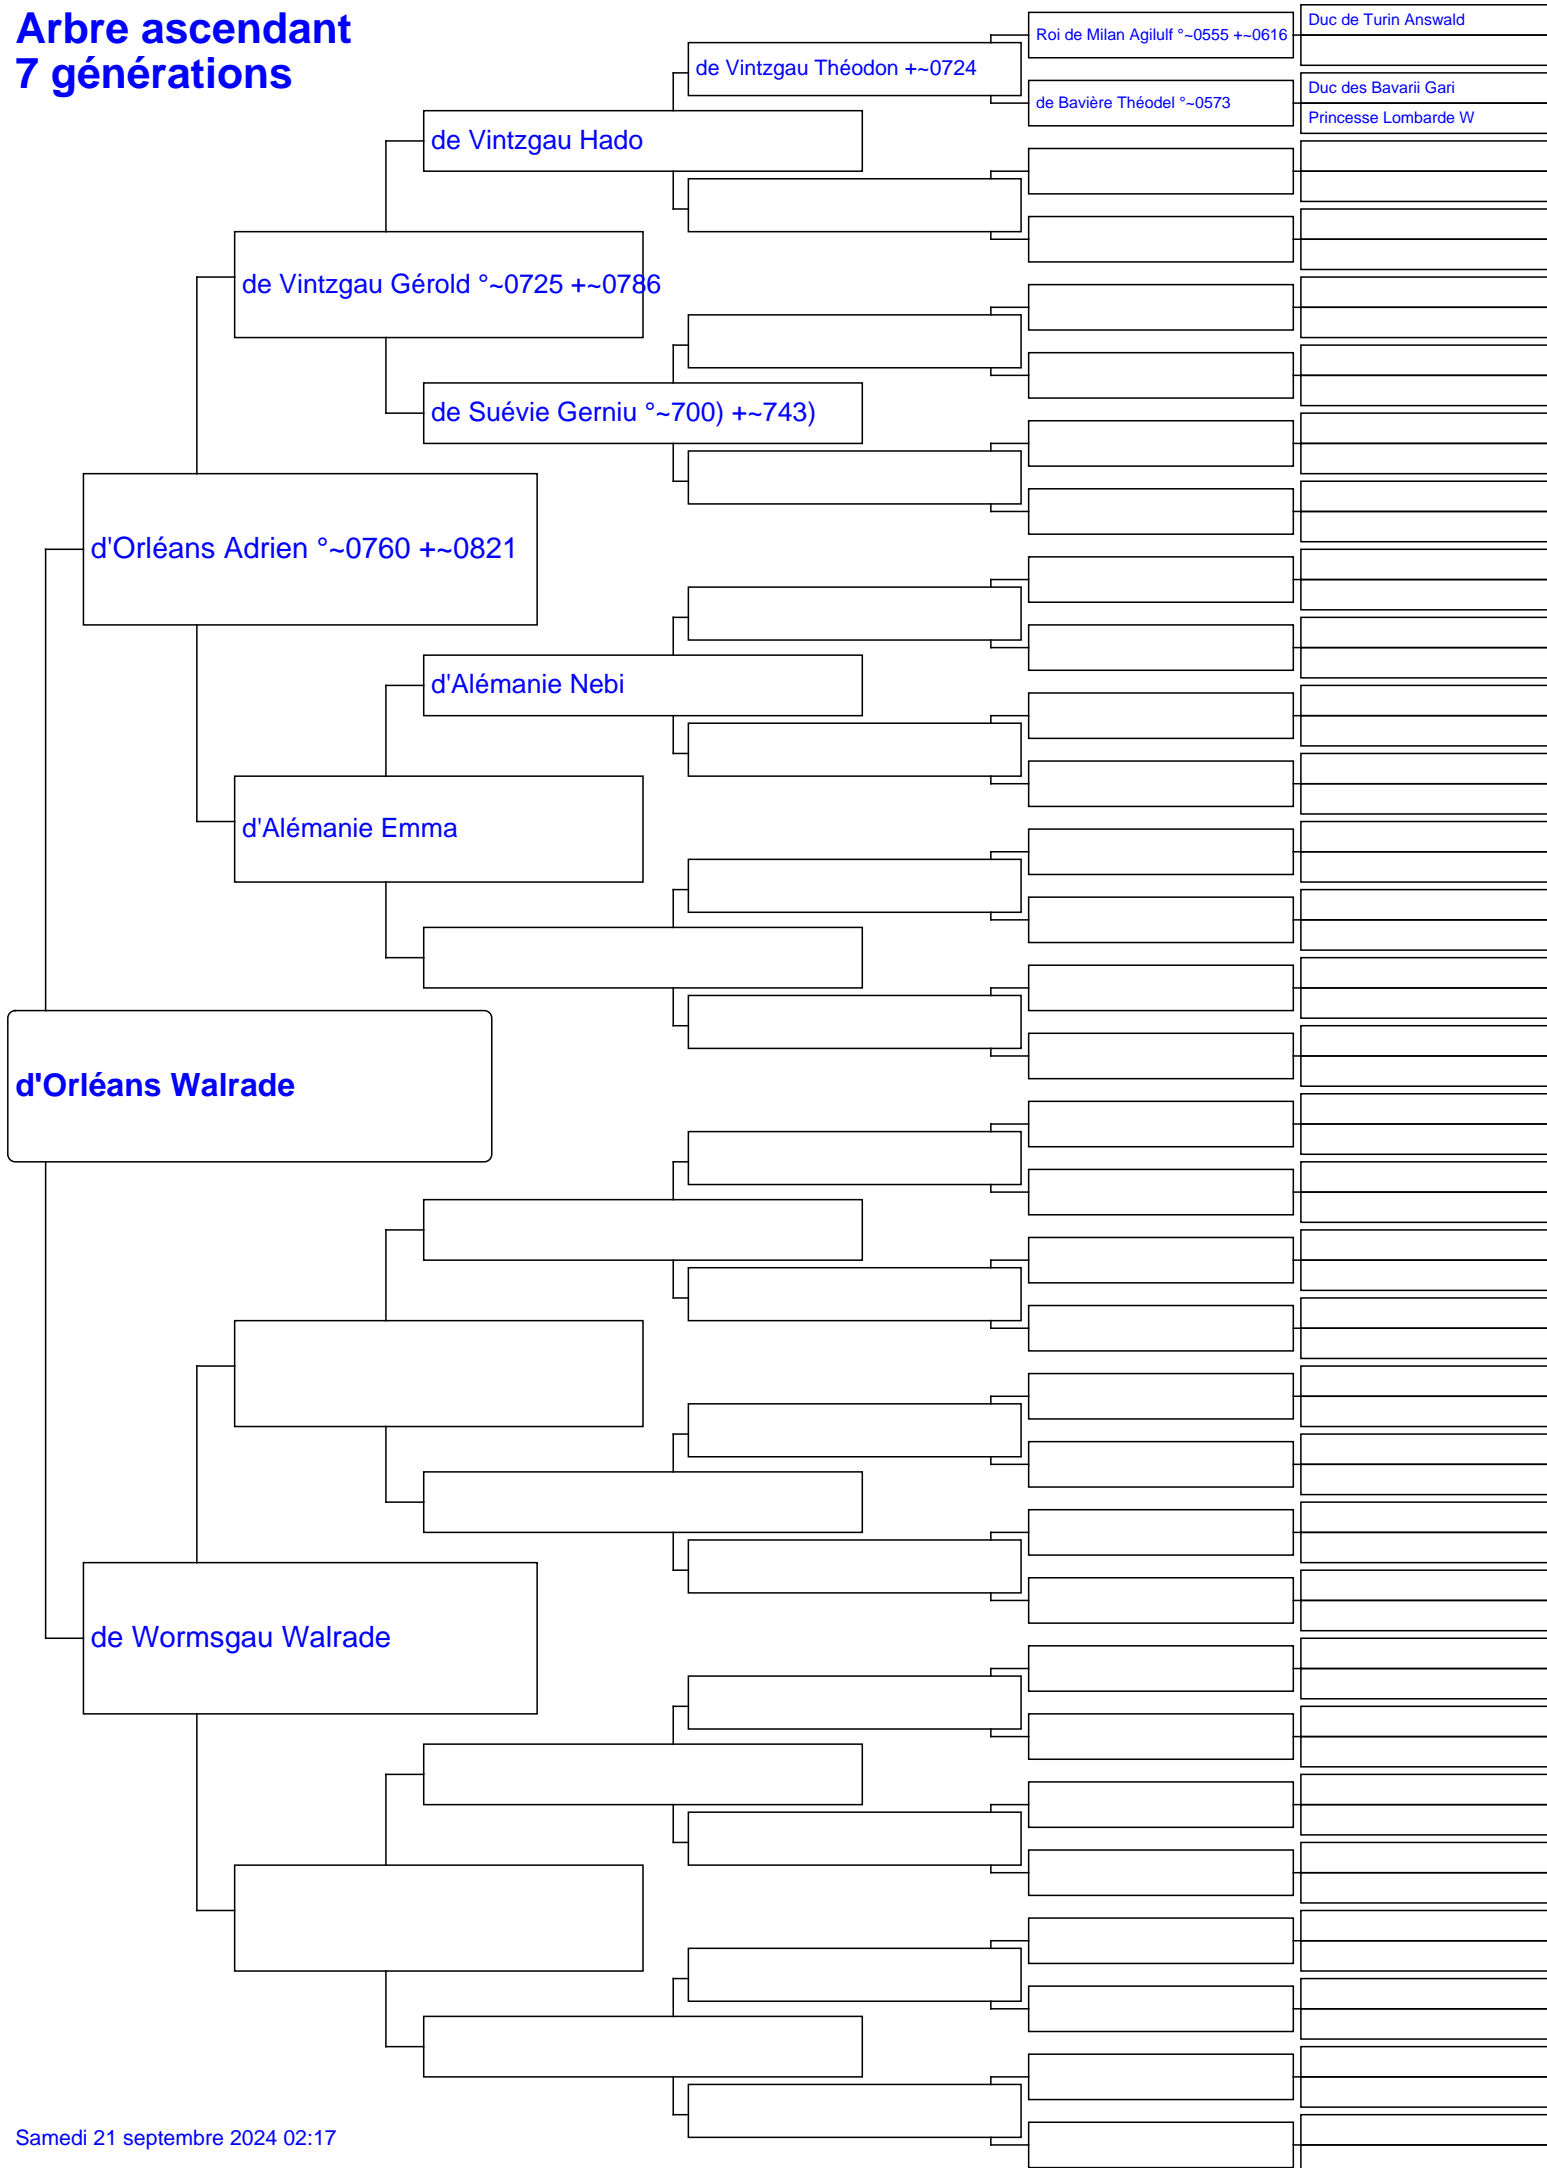 Arbre ascendant
7 générations
Roi de Milan Agilulf °~0555 +~0616
Duc de Turin Answald
de Vintzgau Théodon +~0724
de Bavière Théodel °~0573
Duc des Bavarii Gari
Princesse Lombarde W
de Vintzgau Hado
de Vintzgau Gérold °~0725 +~0786
de Suévie Gerniu °~700) +~743)
d'Orléans Adrien °~0760 +~0821
d'Alémanie Nebi
d'Alémanie Emma
d'Orléans Walrade
de Wormsgau Walrade
Samedi 21 septembre 2024 02:17